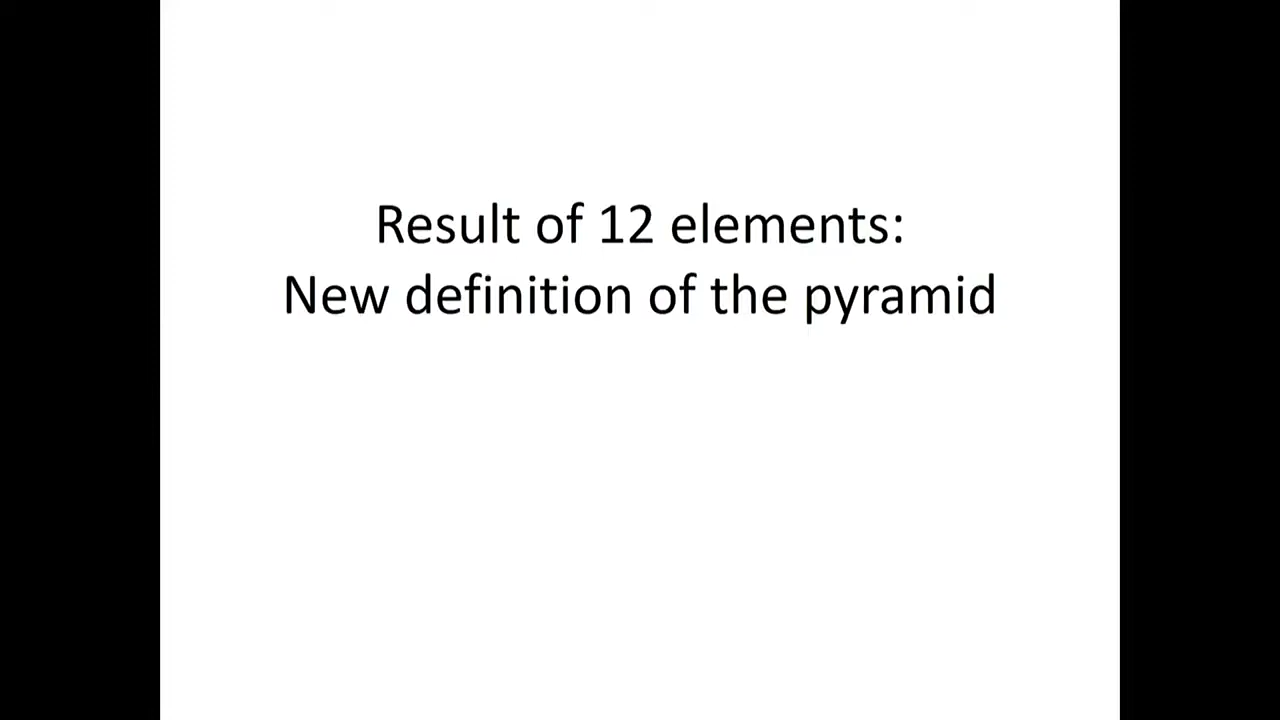 Result of 12 elements:
New definition of the pyramid